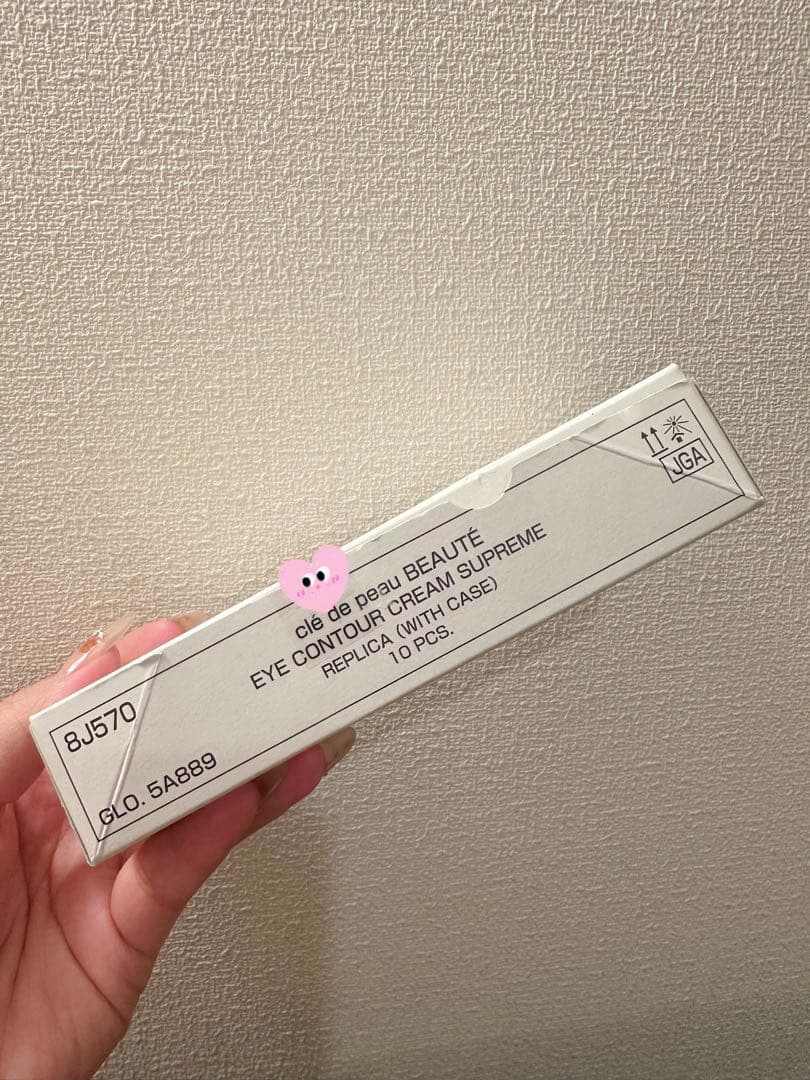 clé de peau BEAUTÉ
EYE CONTOUR CREAM SUPREME
REPLICA (WITH CASE)
10 PCS.
JGA
8J570
GLO. 5A889